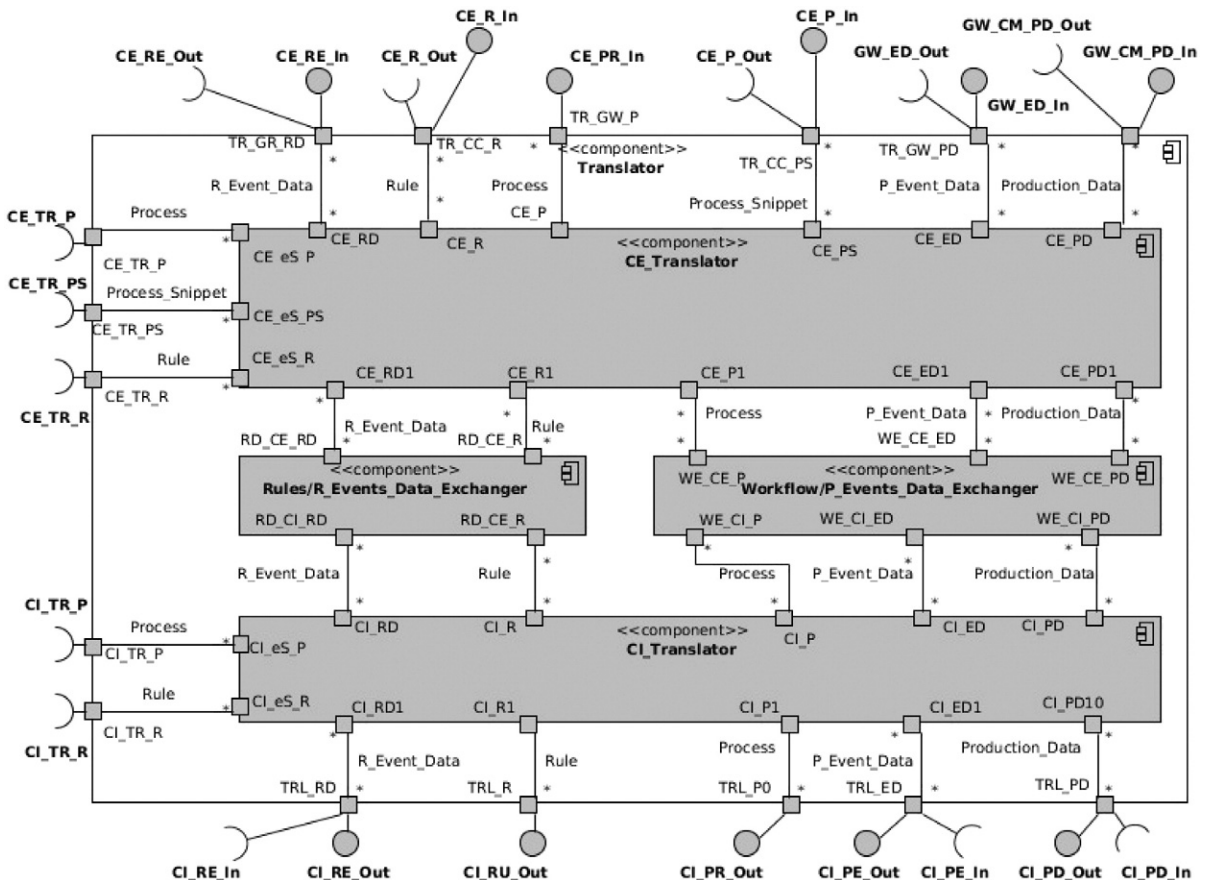 CE_R_In
CE_P_In
GW_CM_PD_Out
CE_RE_Out
CE_RE_In
CE_R_Out
CE_PR_In
CE_P_Out
GW_ED_Out
GW_CM_PD_In
GW_ED_In
TR_GW_P
TR_GR_RD
*
TR_CC_R
*
*
<<component>>
Translator
TR_CC_PS
*
TR_GW_PD
*
*
R_Event_Data
Rule
Process
Process_Snippet
P_Event_Data
Production_Data
*
*
CE_P
*
*
*
CE_TR_P
Process
*
CE_RD
CE_R
<<component>>
CE_Translator
CE_PS
CE_ED
CE_PD
CE_TR_P
CE_eS_P
CE_TR_PS
Process_Snippet
*
CE_TR_PS
CE_eS_PS
Rule
*
CE_eS_R
CE_TR_R
CE_TR_R
CE_RD1
CE_R1
CE_P1
CE_ED1
CE_PD1
*
*
*
*
*
R_Event_Data
Rule
Process
P_Event_Data
Production_Data
RD_CE_RD
*
RD_CE_R
*
*
WE_CE_ED
*
*
<<component>>
Rules/R_Events_Data_Exchanger
<<component>>
WE_CE_P
Workflow/P_Events_Data_Exchanger
WE_CE_PD
RD_CI_RD
RD_CE_R
WE_CI_P
WE_CI_ED
WE_CI_PD
*
*
*
*
*
R_Event_Data
Rule
Process
P_Event_Data
Production_Data
*
*
*
*
*
CI_TR_P
Process
*
CI_TR_P
CI_eS_P
CI_RD
CI_R
<<component>>
CI_Translator
CI_P
CI_ED
CI_PD
Rule
*
CI_eS_R
CI_TR_R
CI_TR_R
CI_RD1
CI_R1
CI_P1
CI_ED1
CI_PD10
*
*
*
R_Event_Data
Rule
Process
P_Event_Data
Production_Data
TRL_RD
*
TRL_R
*
TRL_P0
*
TRL_ED
*
TRL_PD
*
CI_RE_In
CI_RE_Out
CI_RU_Out
CI_PR_Out
CI_PE_Out
CI_PE_In
CI_PD_Out
CI_PD_In